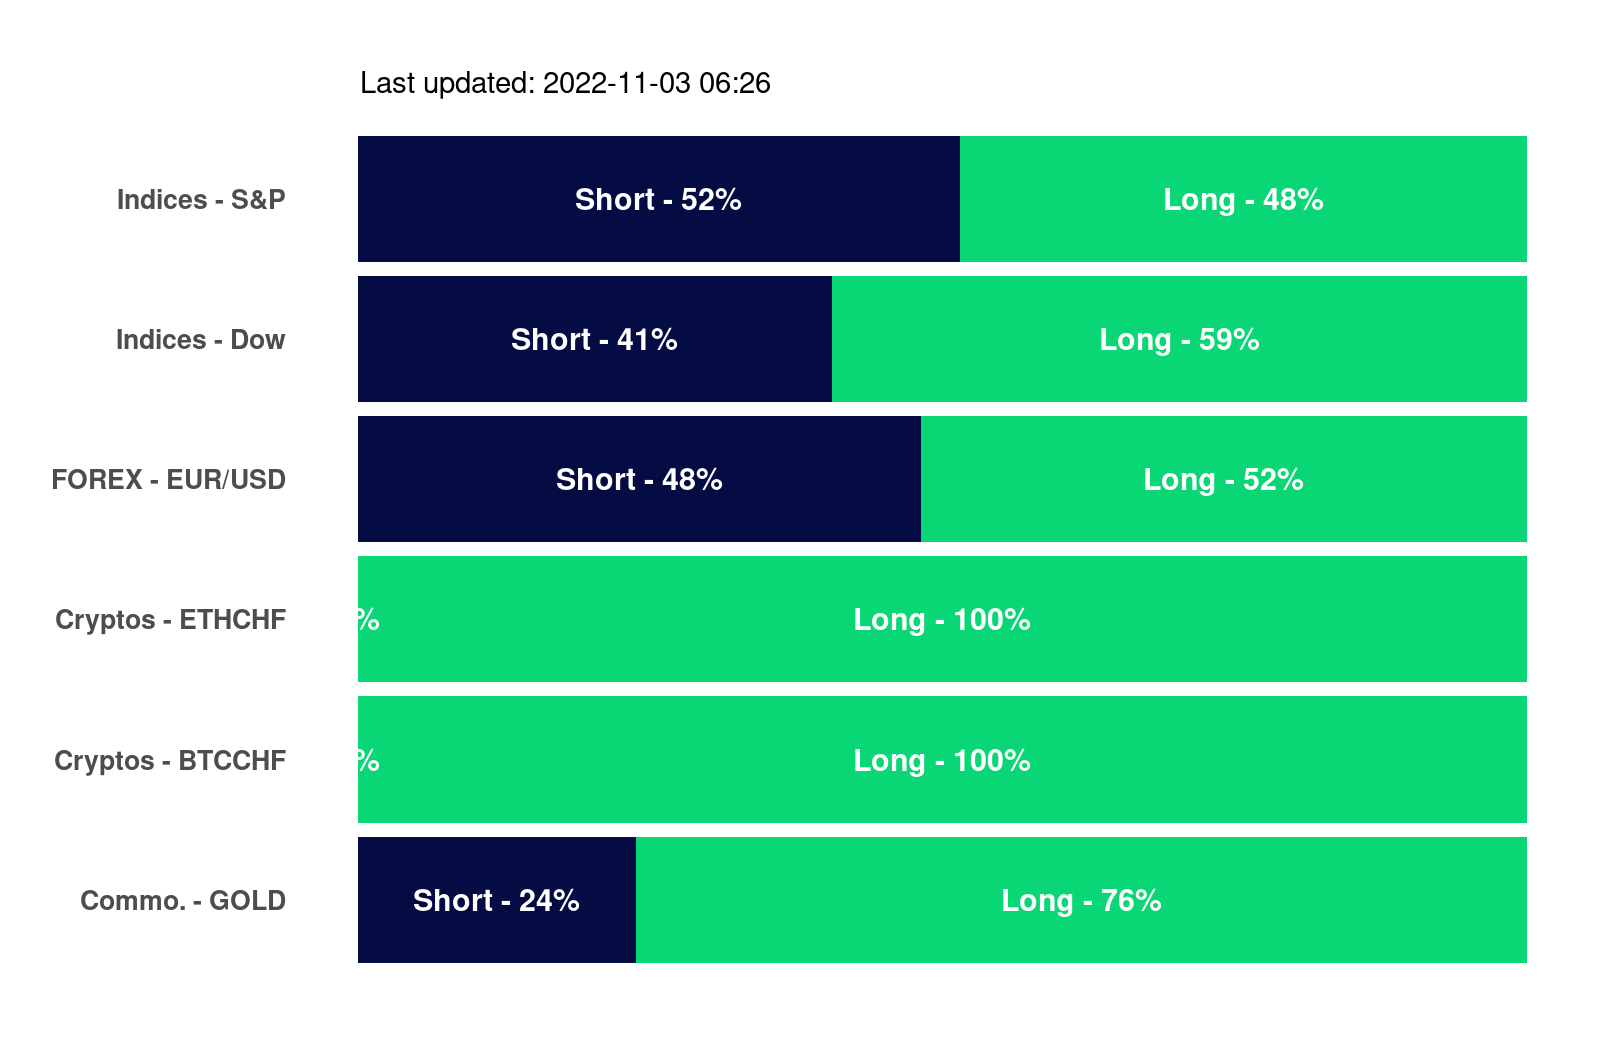 Last updated: 2022-11-03 06:26
Indices - S&P Short - 52% Long - 48%
Indices - Dow Short - 41% Long - 59%
FOREX - EUR/USD Short - 48% Long - 52%
Cryptos - ETHCHF % Long - 100%
Cryptos - BTCCHF % Long - 100%
Commo. - GOLD Short - 24% Long - 76%